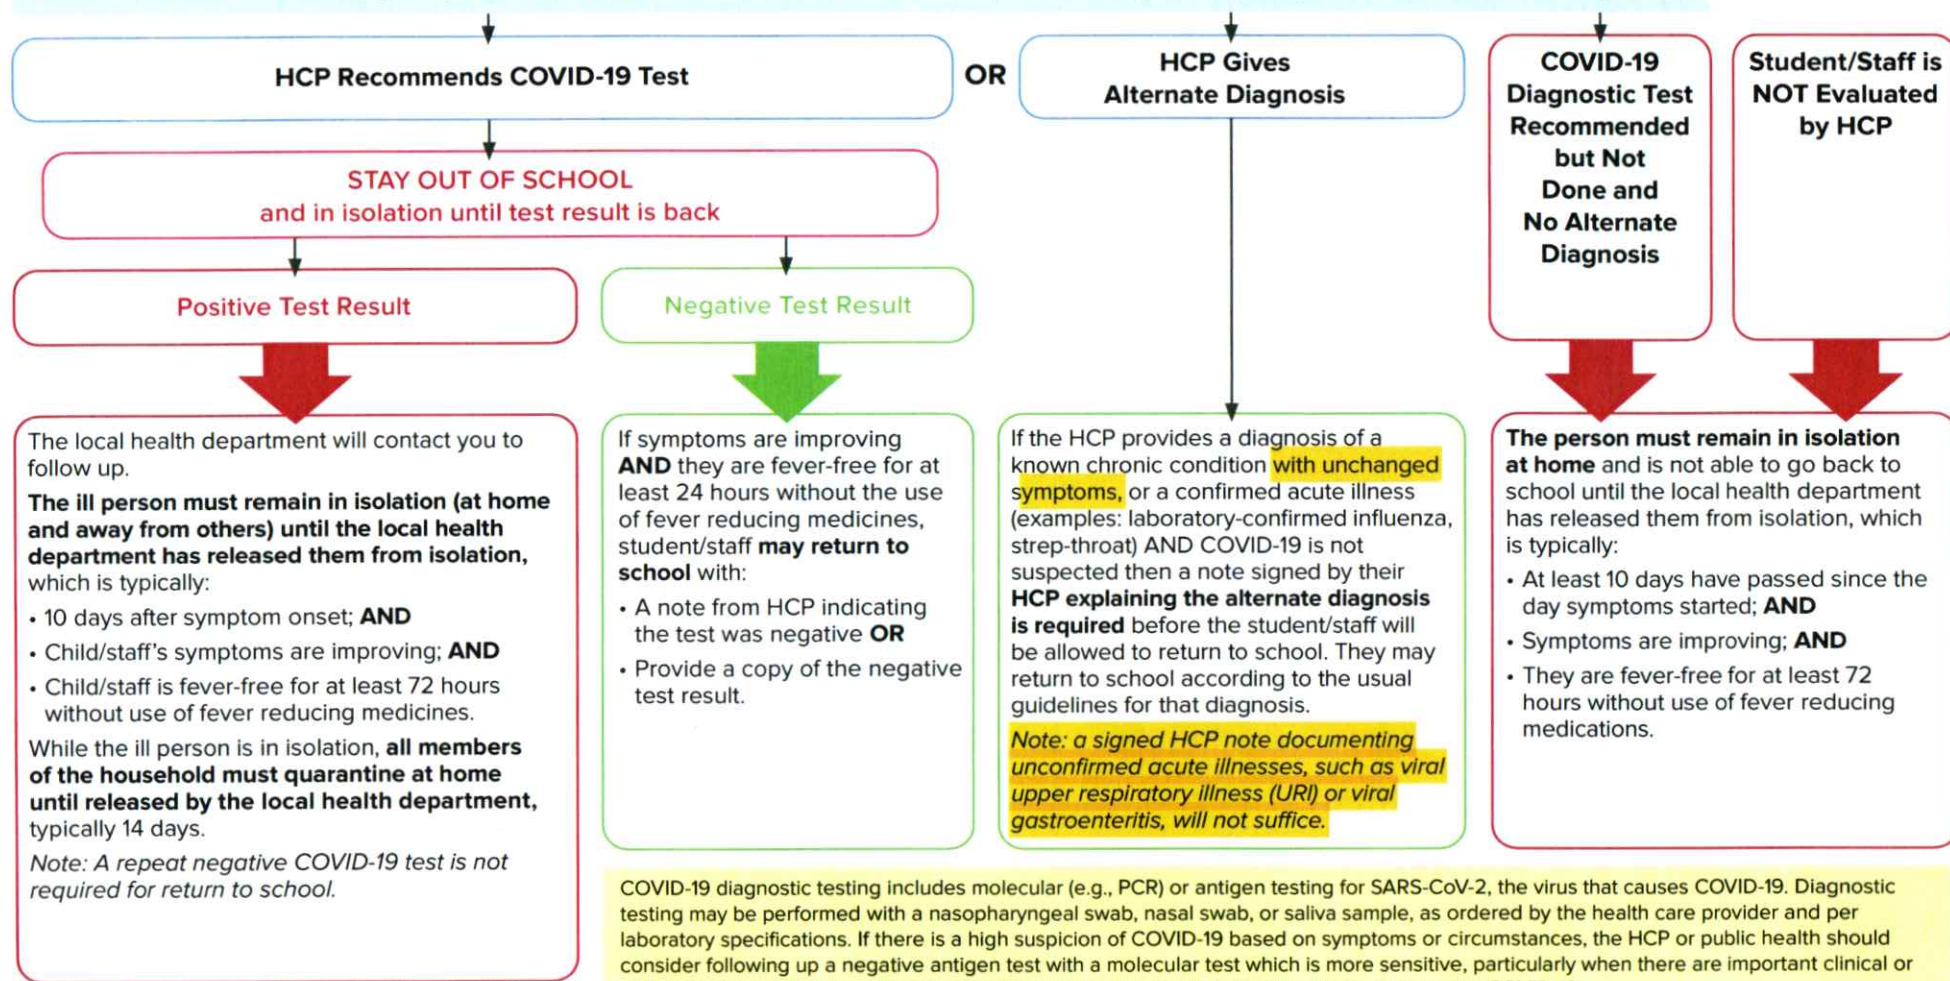 HCP Recommends COVID-19 Test
OR
HCP Gives
Alternate Diagnosis
COVID-19
Diagnostic Test
Recommended
but Not
Done and
No Alternate
Diagnosis
Student/Staff is
NOT Evaluated
by HCP
STAY OUT OF SCHOOL
and in isolation until test result is back
Positive Test Result
Negative Test Result
The local health department will contact you to
follow up.
The ill person must remain in isolation (at home
and away from others) until the local health
department has released them from isolation,
which is typically:
• 10 days after symptom onset; AND
• Child/staff's symptoms are improving; AND
• Child/staff is fever-free for at least 72 hours
without use of fever reducing medicines.
While the ill person is in isolation, all members
of the household must quarantine at home
until released by the local health department,
typically 14 days.
Note: A repeat negative COVID-19 test is not
required for return to school.
If symptoms are improving
AND they are fever-free for at
least 24 hours without the use
of fever reducing medicines,
student/staff may return to
school with:
• A note from HCP indicating
the test was negative OR
• Provide a copy of the negative
test result.
If the HCP provides a diagnosis of a
known chronic condition with unchanged
symptoms, or a confirmed acute illness
(examples: laboratory-confirmed influenza,
strep-throat) AND COVID-19 is not
suspected then a note signed by their
HCP explaining the alternate diagnosis
is required before the student/staff will
be allowed to return to school. They may
return to school according to the usual
guidelines for that diagnosis.
Note: a signed HCP note documenting
unconfirmed acute illnesses, such as viral
upper respiratory illness (URI) or viral
gastroenteritis, will not suffice.
The person must remain in isolation
at home and is not able to go back to
school until the local health department
has released them from isolation, which
is typically:
• At least 10 days have passed since the
day symptoms started; AND
• Symptoms are improving; AND
• They are fever-free for at least 72
hours without use of fever reducing
medications.
COVID-19 diagnostic testing includes molecular (e.g., PCR) or antigen testing for SARS-CoV-2, the virus that causes COVID-19. Diagnostic
testing may be performed with a nasopharyngeal swab, nasal swab, or saliva sample, as ordered by the health care provider and per
laboratory specifications. If there is a high suspicion of COVID-19 based on symptoms or circumstances, the HCP or public health should
consider following up a negative antigen test with a molecular test which is more sensitive, particularly when there are important clinical or